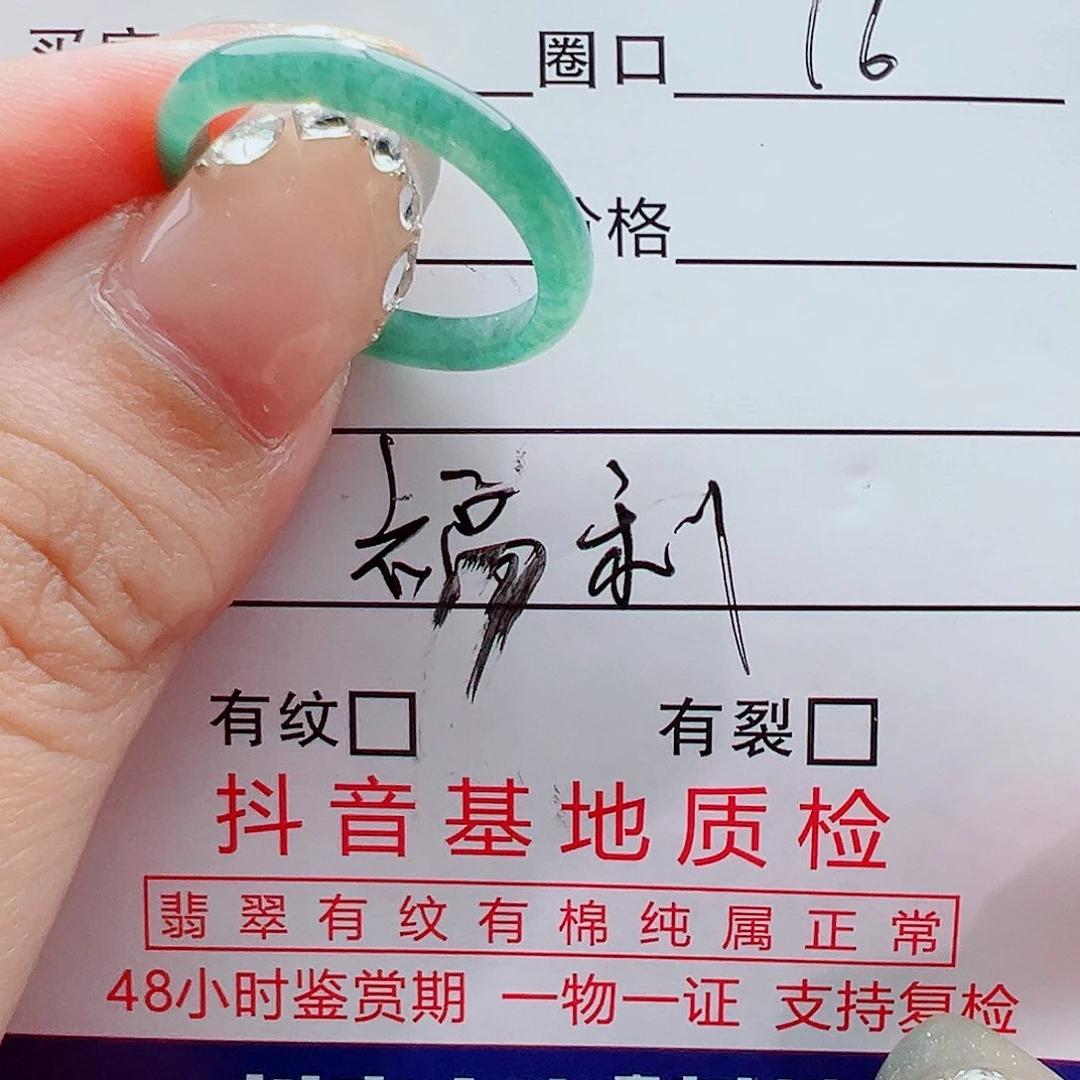 圈口 16
价格
福利
有纹□ 有裂□
抖音基地质检
翡翠有纹有棉纯属正常
48小时鉴赏期 一物一证 支持复检